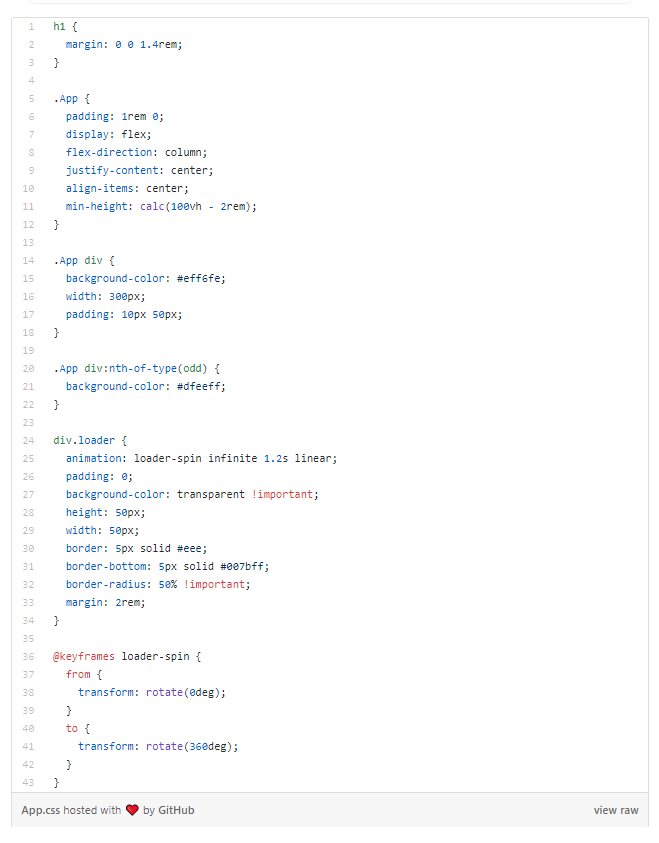 1 h1 {
2   margin: 0 0 1.4rem;
3 }
4
5 .App {
6   padding: 1rem 0;
7   display: flex;
8   flex-direction: column;
9   justify-content: center;
10   align-items: center;
11   min-height: calc(100vh - 2rem);
12 }
13
14 .App div {
15   background-color: #eff6fe;
16   width: 300px;
17   padding: 10px 50px;
18 }
19
20 .App div:nth-of-type(odd) {
21   background-color: #dfeeff;
22 }
23
24 div.loader {
25   animation: loader-spin infinite 1.2s linear;
26   padding: 0;
27   background-color: transparent !important;
28   height: 50px;
29   width: 50px;
30   border: 5px solid #eee;
31   border-bottom: 5px solid #007bff;
32   border-radius: 50% !important;
33   margin: 2rem;
34 }
35
36 @keyframes loader-spin {
37   from {
38     transform: rotate(0deg);
39   }
40   to {
41     transform: rotate(360deg);
42   }
43 }
App.css hosted with ❤ by GitHub view raw